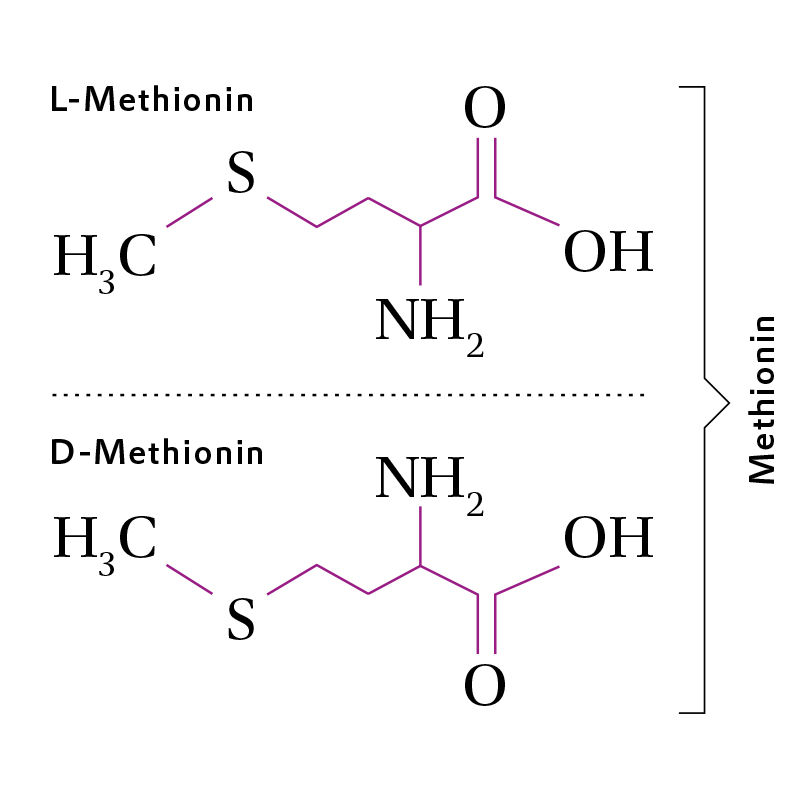 L-Methionin
O
S
H₃C
OH
NH₂
D-Methionin
NH₂
H₃C
OH
S
O
Methionin